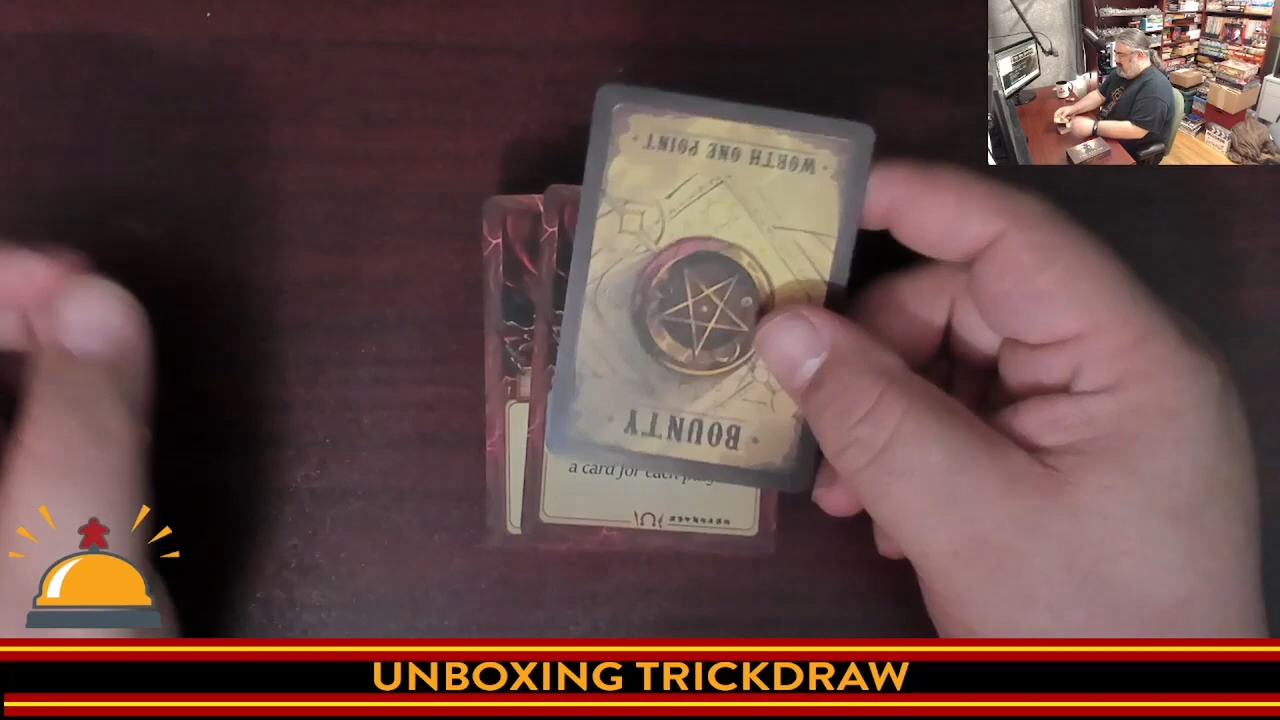 · WORTH ONE POINT ·
· BOUNTY ·
a card for each
UNBOXING TRICKDRAW